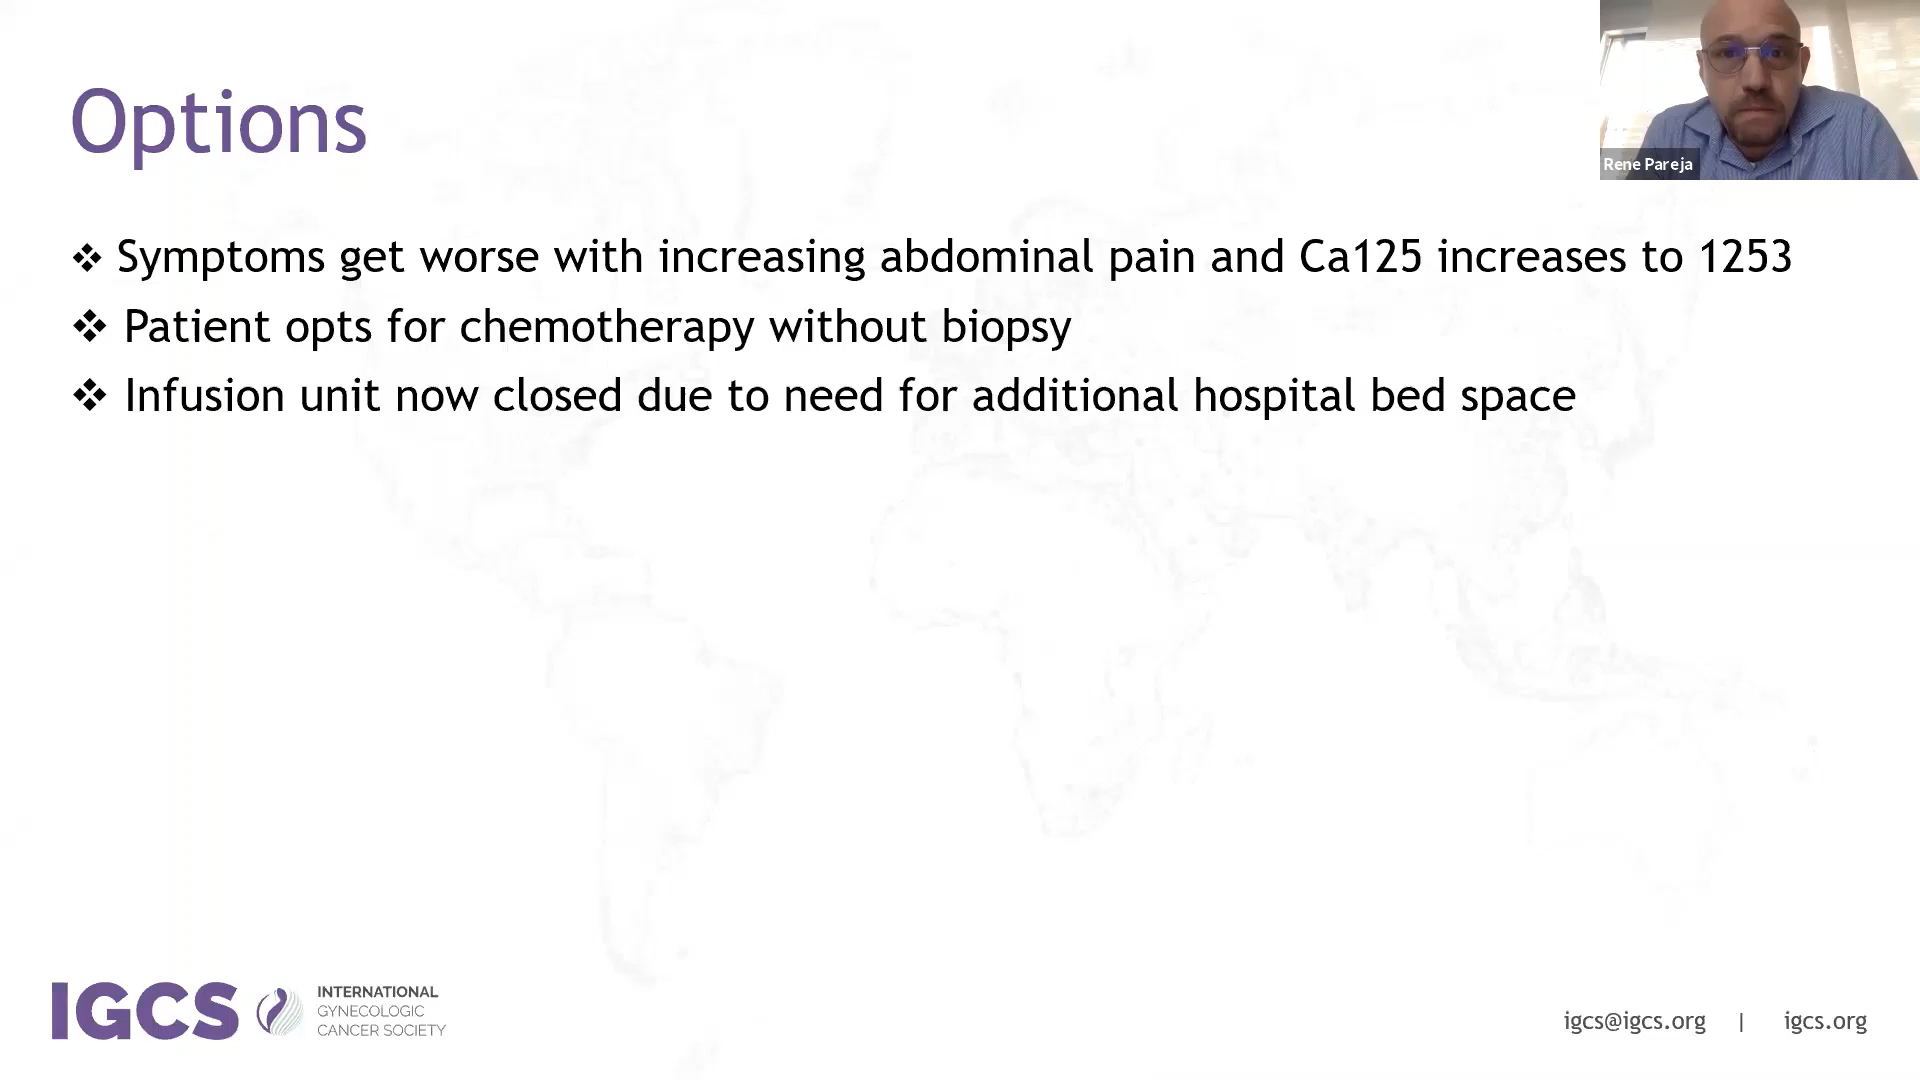 Options
Rene Pareja
❖ Symptoms get worse with increasing abdominal pain and Ca125 increases to 1253
❖ Patient opts for chemotherapy without biopsy
❖ Infusion unit now closed due to need for additional hospital bed space
IGCS
INTERNATIONAL
GYNECOLOGIC
CANCER SOCIETY
igcs@igcs.org | igcs.org